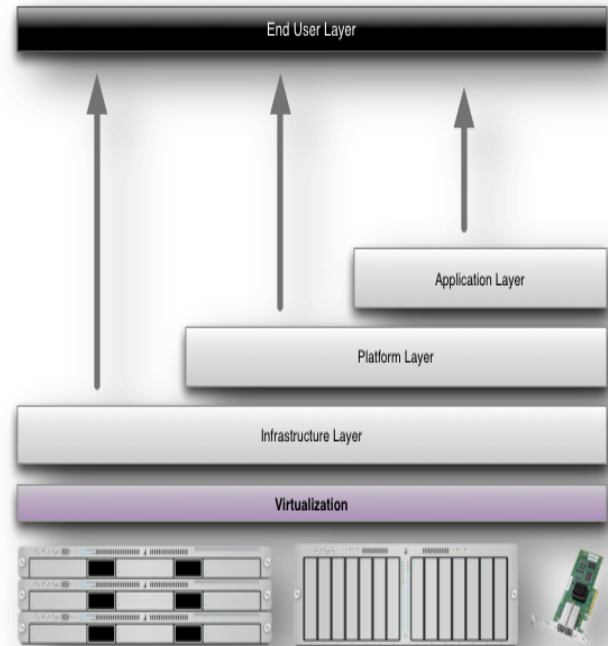 End User Layer
Application Layer
Platform Layer
Infrastructure Layer
Virtualization